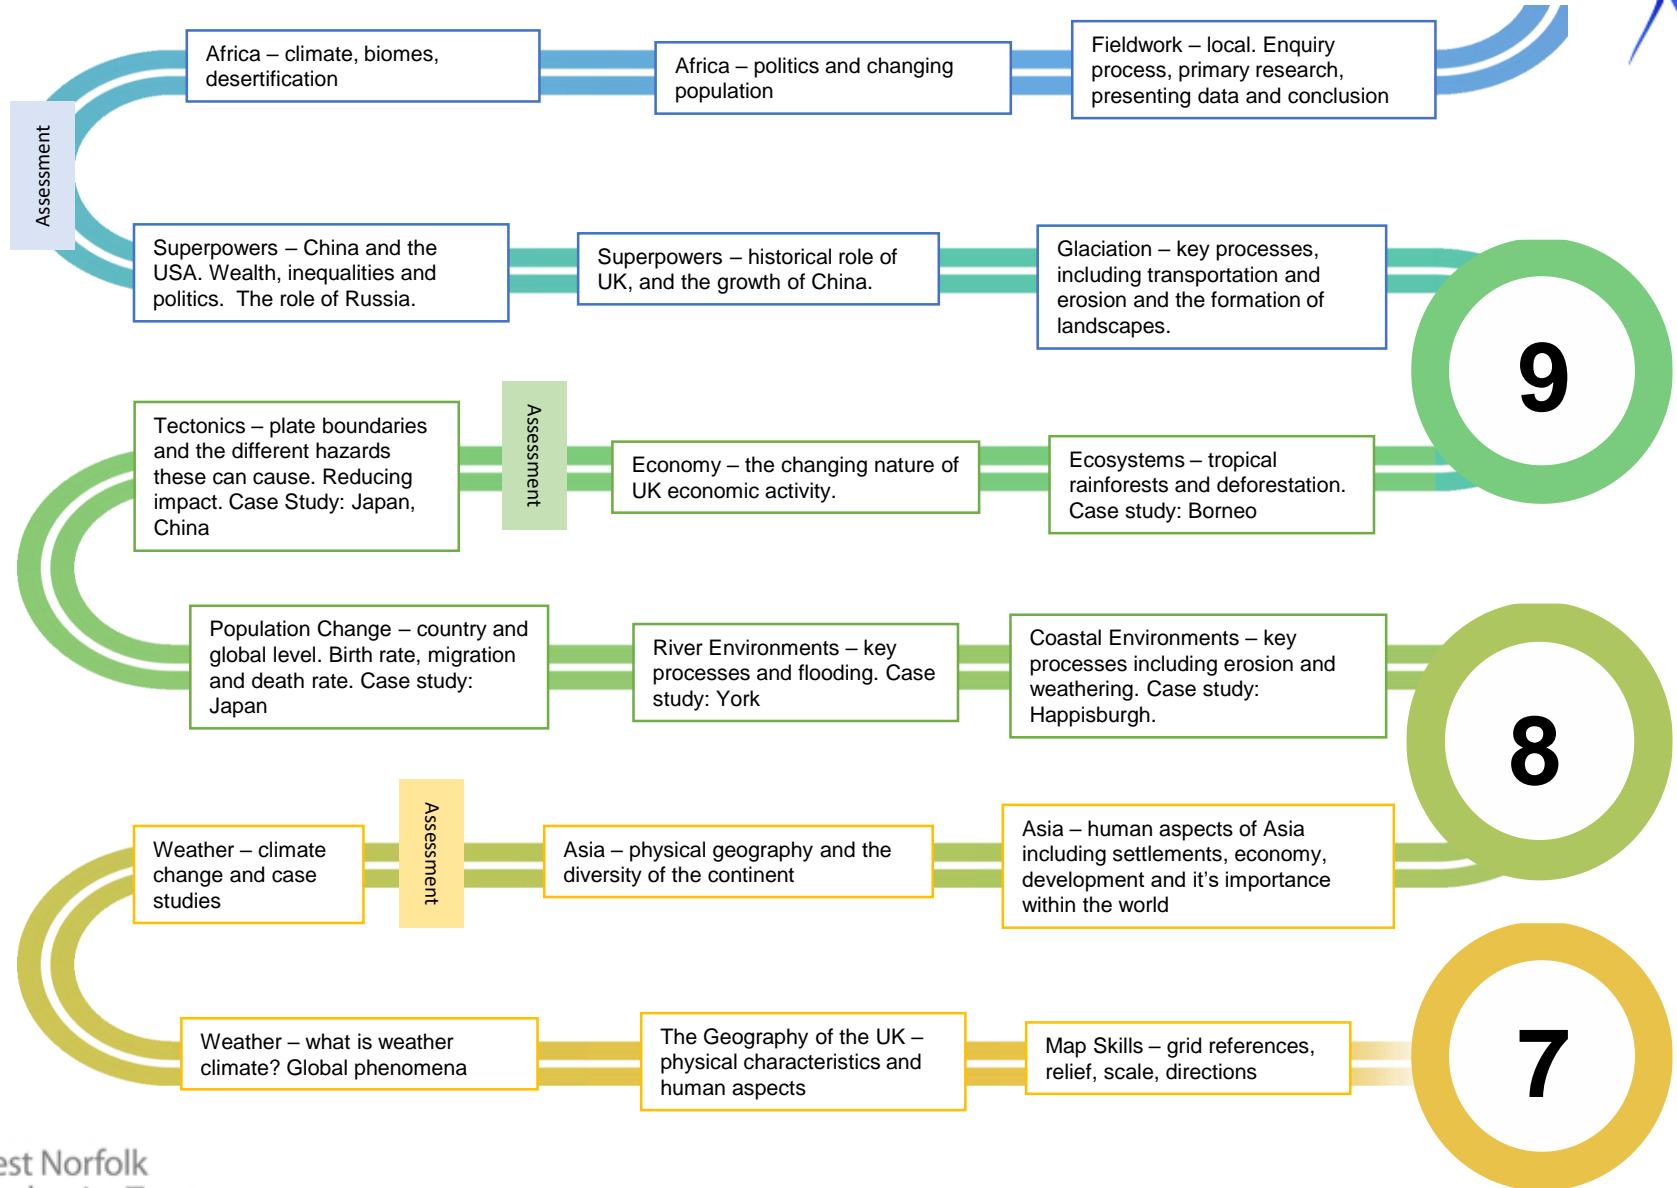 Africa – climate, biomes,
desertification
Africa – politics and changing
population
Fieldwork – local. Enquiry
process, primary research,
presenting data and conclusion
Assessment
Superpowers – China and the
USA. Wealth, inequalities and
politics.  The role of Russia.
Superpowers – historical role of
UK, and the growth of China.
Glaciation – key processes,
including transportation and
erosion and the formation of
landscapes.
9
Tectonics – plate boundaries
and the different hazards
these can cause. Reducing
impact. Case Study: Japan,
China
Assessment
Economy – the changing nature of
UK economic activity.
Ecosystems – tropical
rainforests and deforestation.
Case study: Borneo
Population Change – country and
global level. Birth rate, migration
and death rate. Case study:
Japan
River Environments – key
processes and flooding. Case
study: York
Coastal Environments – key
processes including erosion and
weathering. Case study:
Happisburgh.
8
Weather – climate
change and case
studies
Assessment
Asia – physical geography and the
diversity of the continent
Asia – human aspects of Asia
including settlements, economy,
development and it's importance
within the world
Weather – what is weather
climate? Global phenomena
The Geography of the UK –
physical characteristics and
human aspects
Map Skills – grid references,
relief, scale, directions
7
est Norfolk